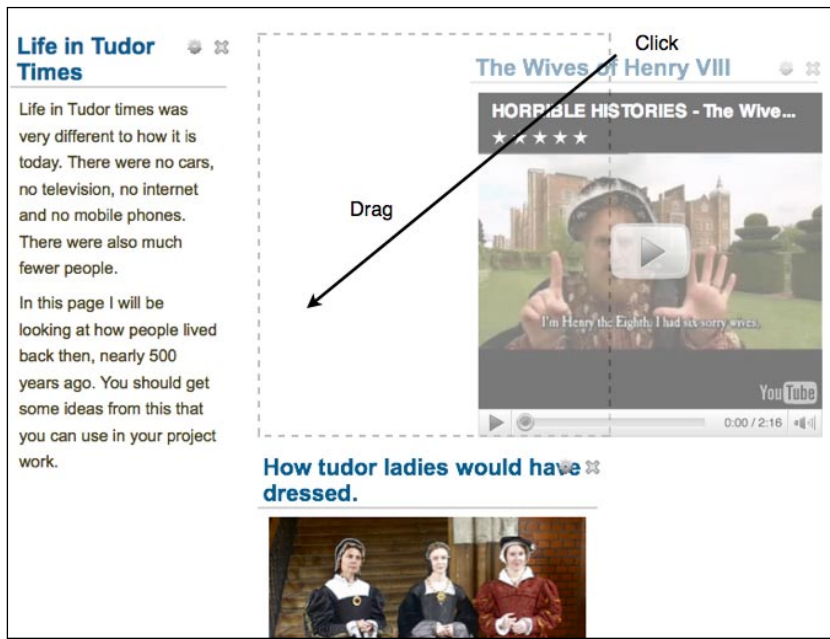 Life in Tudor
Times
Life in Tudor times was
very different to how it is
today. There were no cars,
no television, no internet
and no mobile phones.
There were also much
fewer people.
In this page I will be
looking at how people lived
back then, nearly 500
years ago. You should get
some ideas from this that
you can use in your project
work.
Click
Drag
The Wives of Henry VIII
HORRIBLE HISTORIES - The Wive...
I'm Henry the Eighth. I had six sorry wives.
YouTube
0:00 / 2:16
How tudor ladies would have
dressed.